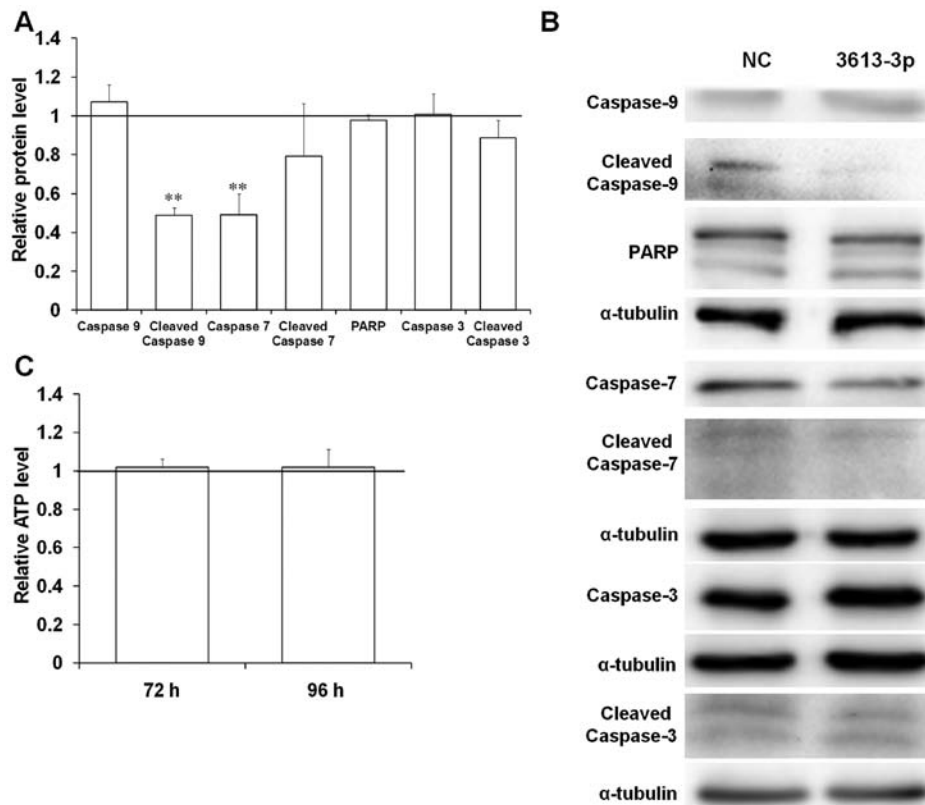 A
Relative protein level
1.4
1.2
1
0.8
0.6
0.4
0.2
0
**
**
Caspase 9
Cleaved
Caspase 9
Caspase 7
Cleaved
Caspase 7
PARP
Caspase 3
Cleaved
Caspase 3
C
Relative ATP level
1.4
1.2
1
0.8
0.6
0.4
0.2
0
72 h
96 h
B
NC 3613-3p
Caspase-9
Cleaved
Caspase-9
PARP
α-tubulin
Caspase-7
Cleaved
Caspase-7
α-tubulin
Caspase-3
α-tubulin
Cleaved
Caspase-3
α-tubulin